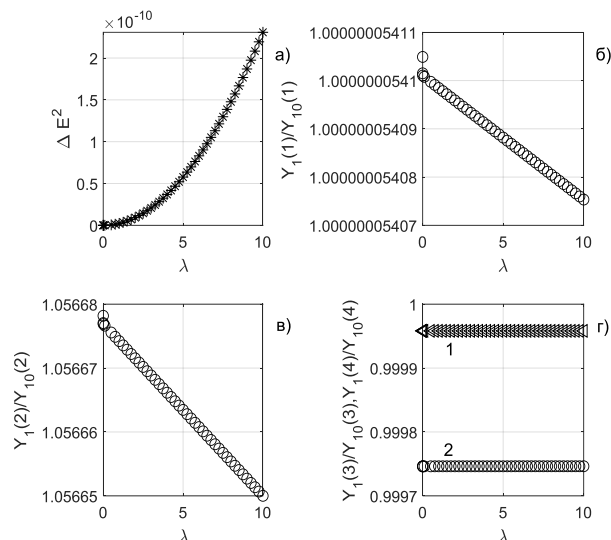 ×10⁻¹⁰
а)
Δ E²
2
1.5
1
0.5
0
0 5 10
λ
б)
Y₁(1)/Y₁₀(1)
1.00000005411
1.0000000541
1.00000005409
1.00000005408
1.00000005407
0 5 10
λ
в)
Y₁(2)/Y₁₀(2)
1.05668
1.05667
1.05666
1.05665
0 5 10
λ
г)
Y₁(3)/Y₁₀(3),Y₁(4)/Y₁₀(4)
1
0.9999
0.9998
0.9997
1
2
0 5 10
λ